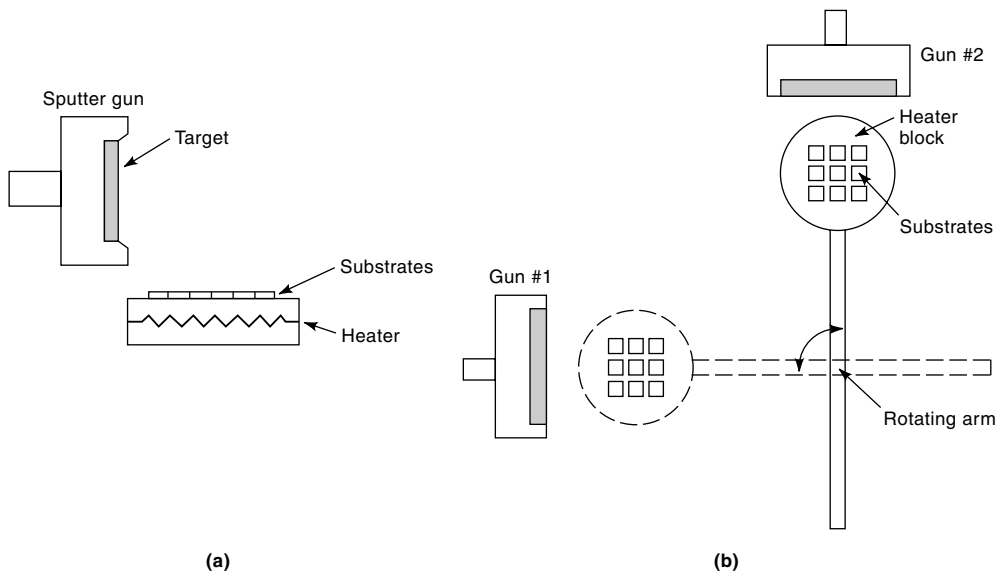 Sputter gun
Target
Substrates
Heater
(a)
Gun #2
Heater
block
Substrates
Gun #1
Rotating arm
(b)